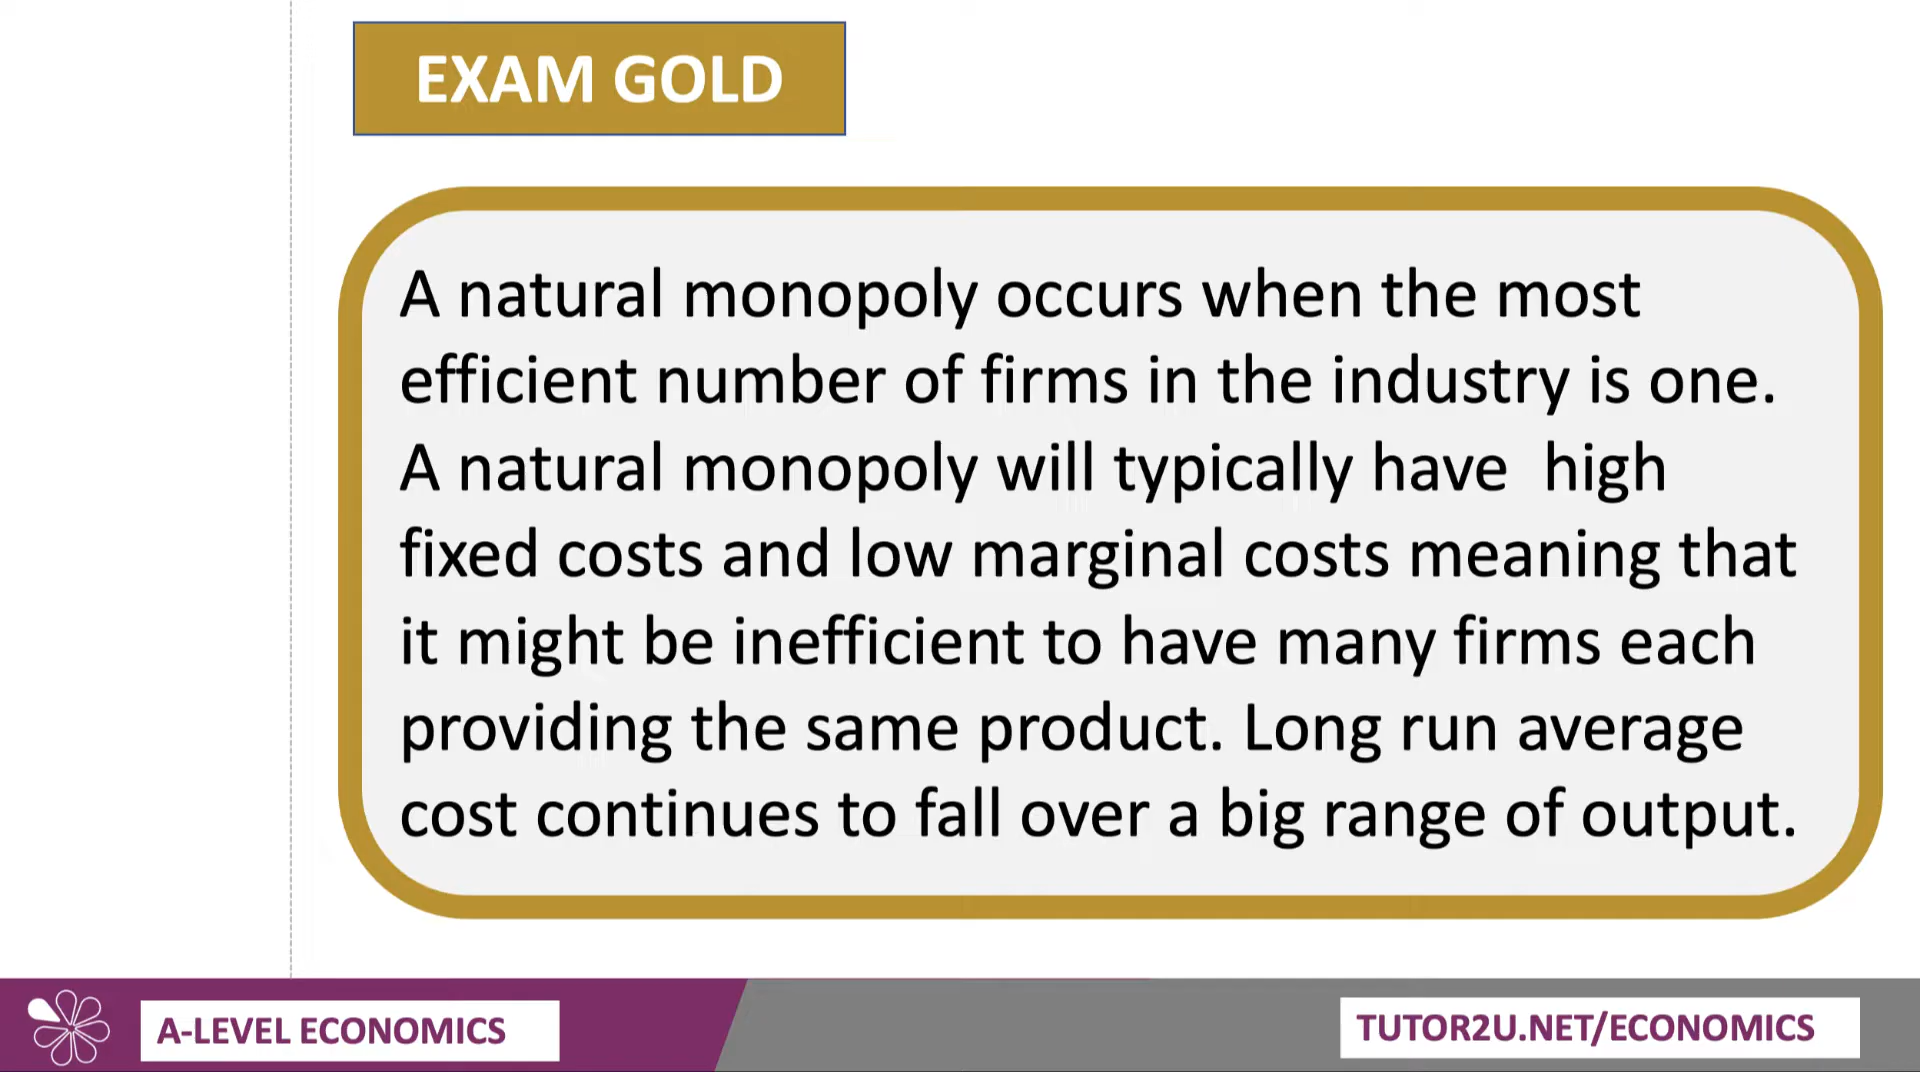 EXAM GOLD
A natural monopoly occurs when the most
efficient number of firms in the industry is one.
A natural monopoly will typically have  high
fixed costs and low marginal costs meaning that
it might be inefficient to have many firms each
providing the same product. Long run average
cost continues to fall over a big range of output.
A-LEVEL ECONOMICS
TUTOR2U.NET/ECONOMICS